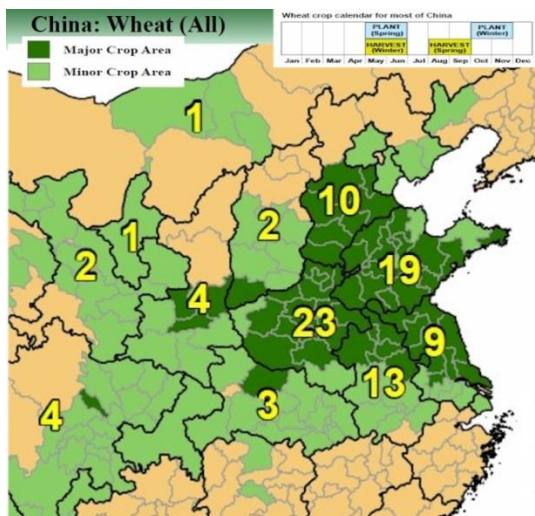 China: Wheat (All)
Major Crop Area
Minor Crop Area
Wheat crop calendar for most of China
PLANT
(Spring)
PLANT
(Winter)
HARVEST
(Winter)
HARVEST
(Spring)
Jan Feb Mar Apr May Jun Jul Aug Sep Oct Nov Dec
1
10
2
1
2
19
4
23
9
13
4
3